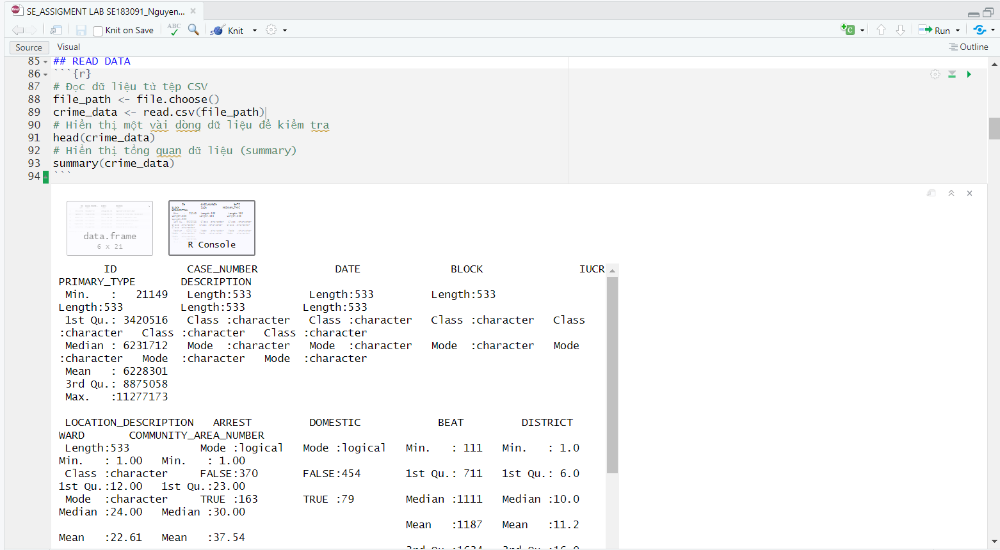 SE_ASSIGMENT LAB SE183091_Nguyen...
Knit on Save ABC Knit Run
Source Visual Outline
85 ## READ DATA
86 ```{r}
87 # Đọc dữ liệu từ tệp CSV
88 file_path <- file.choose()
89 crime_data <- read.csv(file_path)
90 # Hiển thị một vài dòng dữ liệu để kiểm tra
91 head(crime_data)
92 # Hiển thị tổng quan dữ liệu (summary)
93 summary(crime_data)
94 ```
data.frame
6 x 21
R Console
ID CASE_NUMBER DATE BLOCK IUCR
PRIMARY_TYPE DESCRIPTION
Min. : 21149 Length:533 Length:533 Length:533
Length:533 Length:533 Length:533
1st Qu.: 3420516 Class :character Class :character Class :character Class
:character Class :character Class :character
Median : 6231712 Mode :character Mode :character Mode :character Mode
:character Mode :character Mode :character
Mean : 6228301
3rd Qu.: 8875058
Max. :11277173
LOCATION_DESCRIPTION ARREST DOMESTIC BEAT DISTRICT
WARD COMMUNITY_AREA_NUMBER
Length:533 Mode :logical Mode :logical Min. : 111 Min. : 1.0
Min. : 1.00 Min. : 1.00
Class :character FALSE:370 FALSE:454 1st Qu.: 711 1st Qu.: 6.0
1st Qu.:12.00 1st Qu.:23.00
Mode :character TRUE :163 TRUE :79 Median :1111 Median :10.0
Median :24.00 Median :30.00
Mean :1187 Mean :11.2
Mean :22.61 Mean :37.54